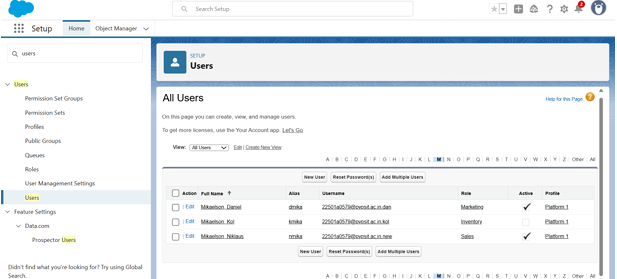 Search Setup
2
Setup
Home
Object Manager
users
Users
Permission Set Groups
Permission Sets
Profiles
Public Groups
Queues
Roles
User Management Settings
Users
Feature Settings
Data.com
Prospector Users
Didn't find what you're looking for? Try using Global
Search.
SETUP
Users
All Users
Help for this Page ?
On this page you can create, view, and manage users.
To get more licenses, use the Your Account app. Let's Go
View: All Users Edit | Create New View
A B C D E F G H I J K L M N O P Q R S T U V W X Y Z Other All
New User Reset Password(s) Add Multiple Users
Action Full Name ↑ Alias Username Role Active Profile
Edit Mikaelson, Daniel dmika 22501a0579@pvpsit.ac.in.dan Marketing ✓ Platform 1
Edit Mikaelson, Kol kmika 22501a0579@pvpsit.ac.in.kol Inventory Platform 1
Edit Mikaelson, Niklaus nmika 22501a0579@pvpsit.ac.in.new Sales ✓ Platform 1
New User Reset Password(s) Add Multiple Users
A B C D E F G H I J K L M N O P Q R S T U V W X Y Z Other All